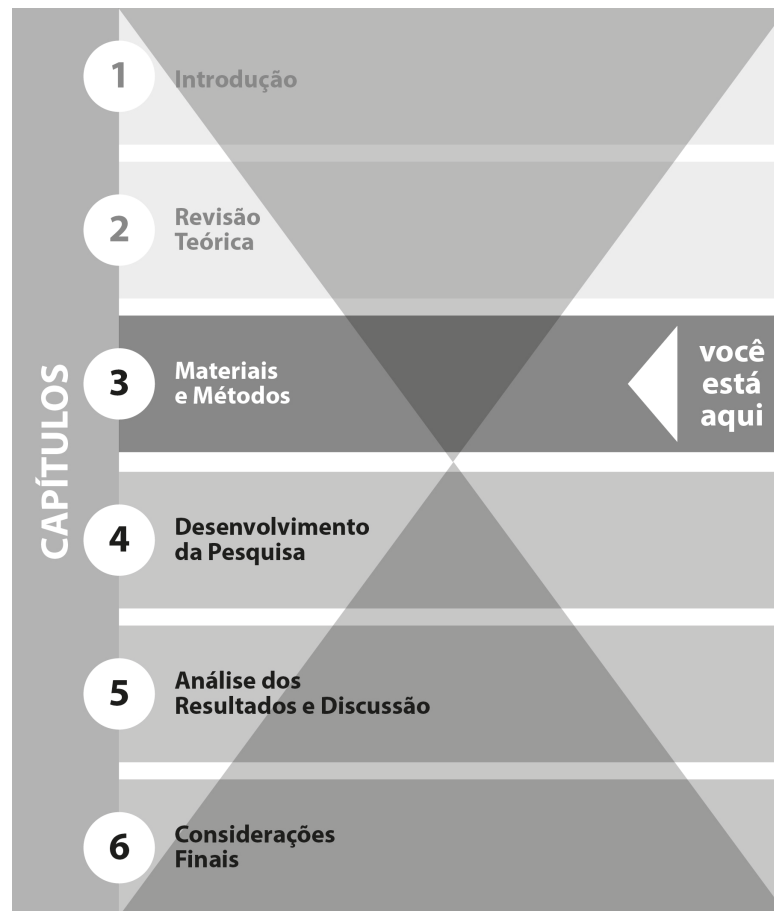 CAPÍTULOS
1
Introdução
2
Revisão
Teórica
3
Materiais
e Métodos
você
está
aqui
4
Desenvolvimento
da Pesquisa
5
Análise dos
Resultados e Discussão
6
Considerações
Finais